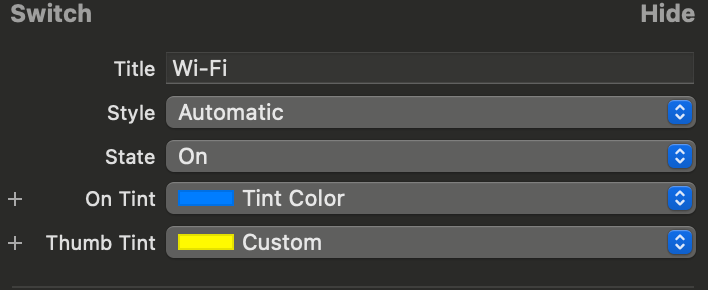 Switch Hide
Title Wi-Fi
Style Automatic
State On
+ On Tint Tint Color
+ Thumb Tint Custom